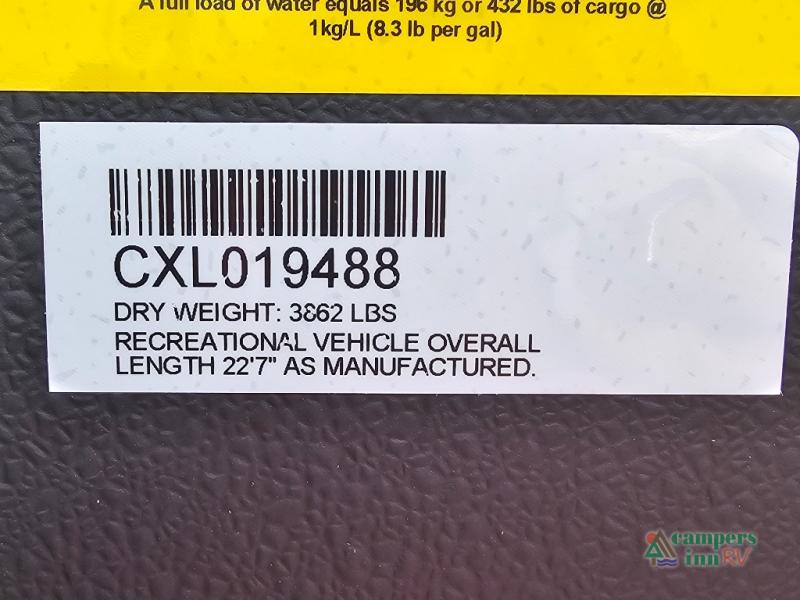 A full load of water equals 196 kg or 432 lbs of cargo @
1kg/L (8.3 lb per gal)
CXL019488
DRY WEIGHT: 3862 LBS
RECREATIONAL VEHICLE OVERALL
LENGTH 22'7" AS MANUFACTURED.
campers
inn RV